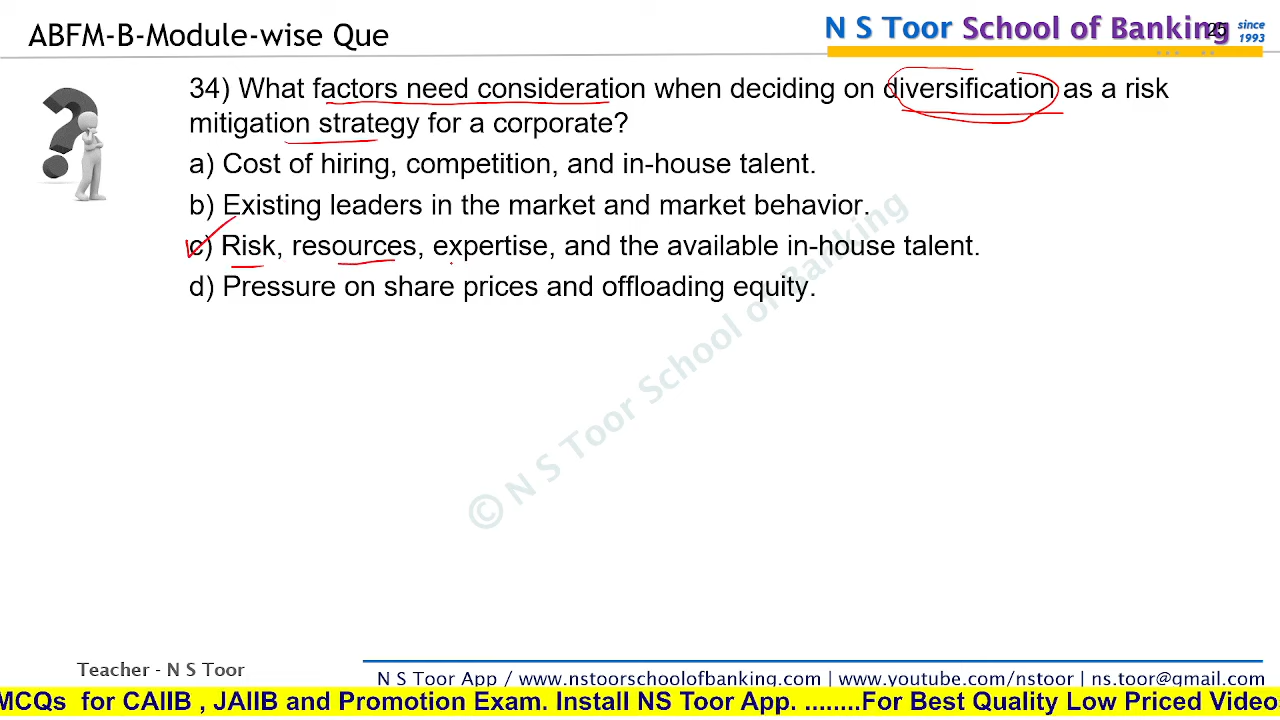 ABFM-B-Module-wise Que
N S Toor School of Banking
25
since
1993
34) What factors need consideration when deciding on diversification as a risk
mitigation strategy for a corporate?
a) Cost of hiring, competition, and in-house talent.
b) Existing leaders in the market and market behavior.
c) Risk, resources, expertise, and the available in-house talent.
d) Pressure on share prices and offloading equity.
© N S Toor School of Banking
Teacher - N S Toor
N S Toor App / www.nstoorschoolofbanking.com | www.youtube.com/nstoor | ns.toor@gmail.com
MCQs for CAIIB , JAIIB and Promotion Exam. Install NS Toor App. ........For Best Quality Low Priced Video